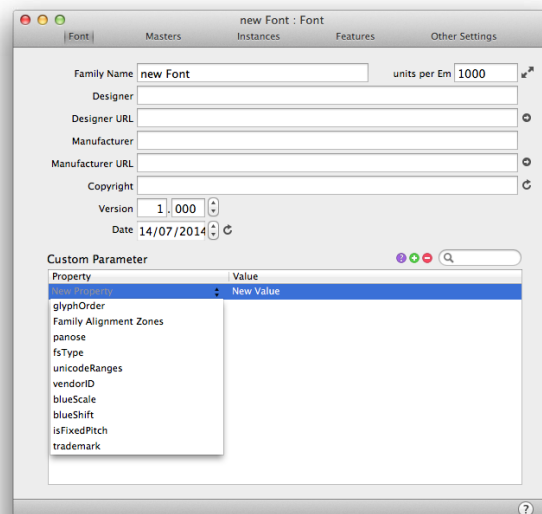 new Font : Font
Font Masters Instances Features Other Settings
Family Name new Font units per Em 1000
Designer
Designer URL
Manufacturer
Manufacturer URL
Copyright
Version 1 . 000
Date 14/07/2014
Custom Parameter
Property Value
New Property New Value
glyphOrder
Family Alignment Zones
panose
fsType
unicodeRanges
vendorID
blueScale
blueShift
isFixedPitch
trademark